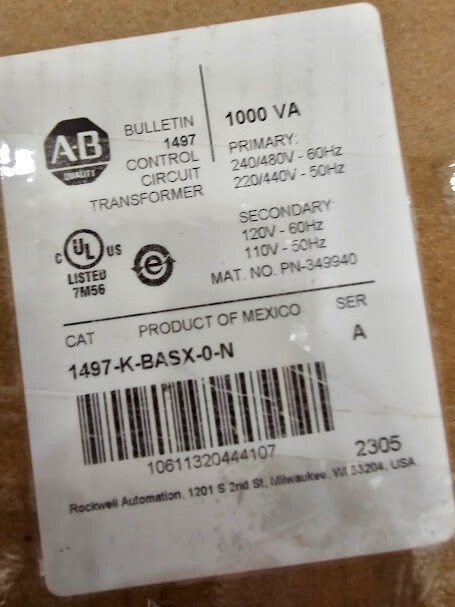 A-B
QUALITY
BULLETIN
1497
CONTROL
CIRCUIT
TRANSFORMER
1000 VA
PRIMARY:
240/480V - 60Hz
220/440V - 50Hz
SECONDARY
120V - 60Hz
110V - 50Hz
MAT. NO. PN-349940
C UL US
LISTED
7M56
e
CAT PRODUCT OF MEXICO SER
1497-K-BASX-0-N A
10611320444107 2305
Rockwell Automation, 1201 S 2nd St, Milwaukee, WI 53204, USA